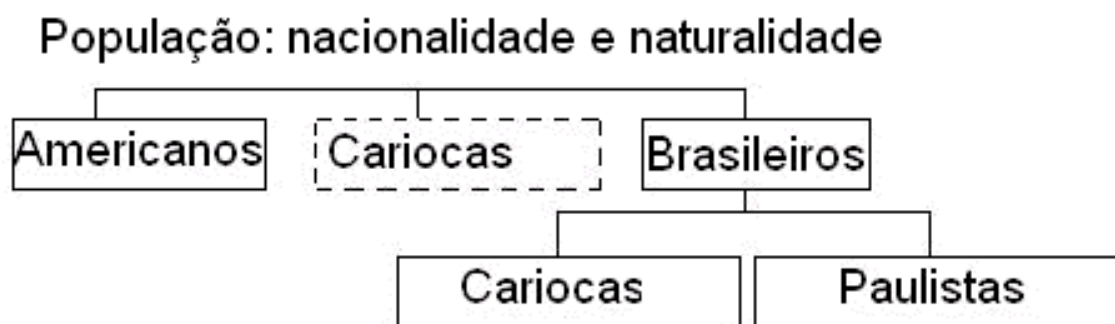 População: nacionalidade e naturalidade
Americanos Cariocas Brasileiros
Cariocas Paulistas